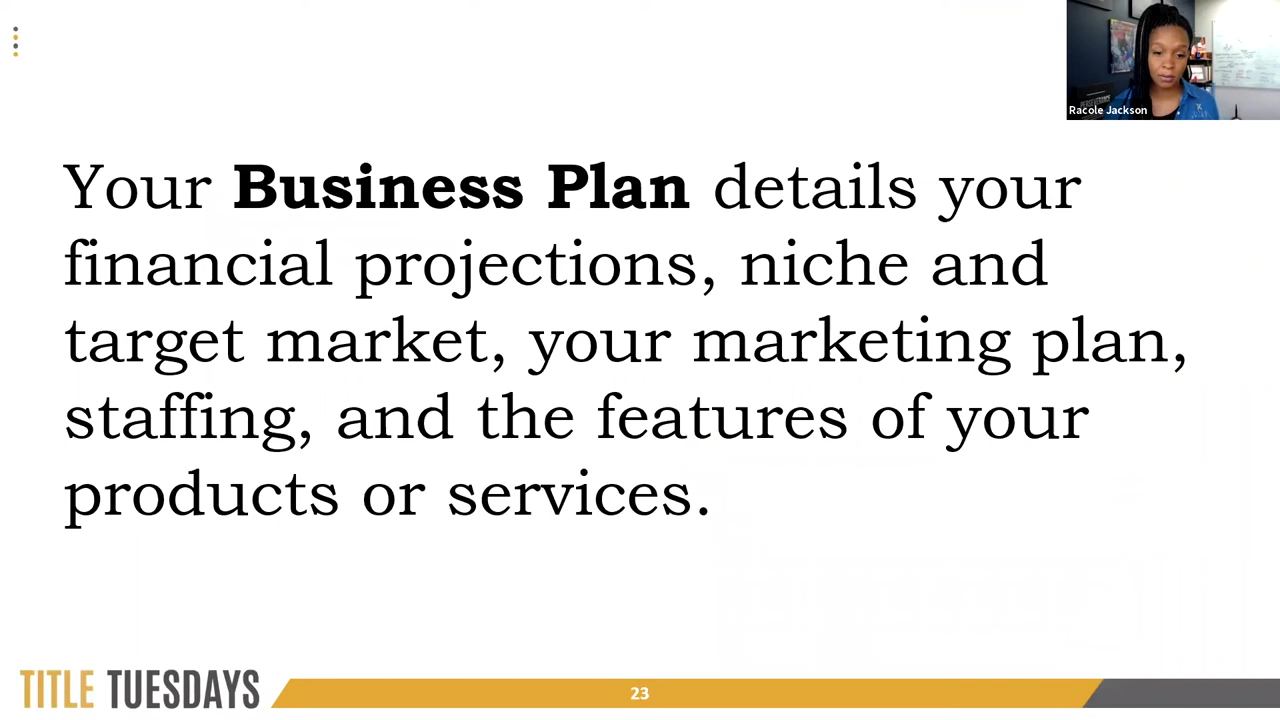 Racole Jackson
Your Business Plan details your
financial projections, niche and
target market, your marketing plan,
staffing, and the features of your
products or services.
TITLE TUESDAYS
23